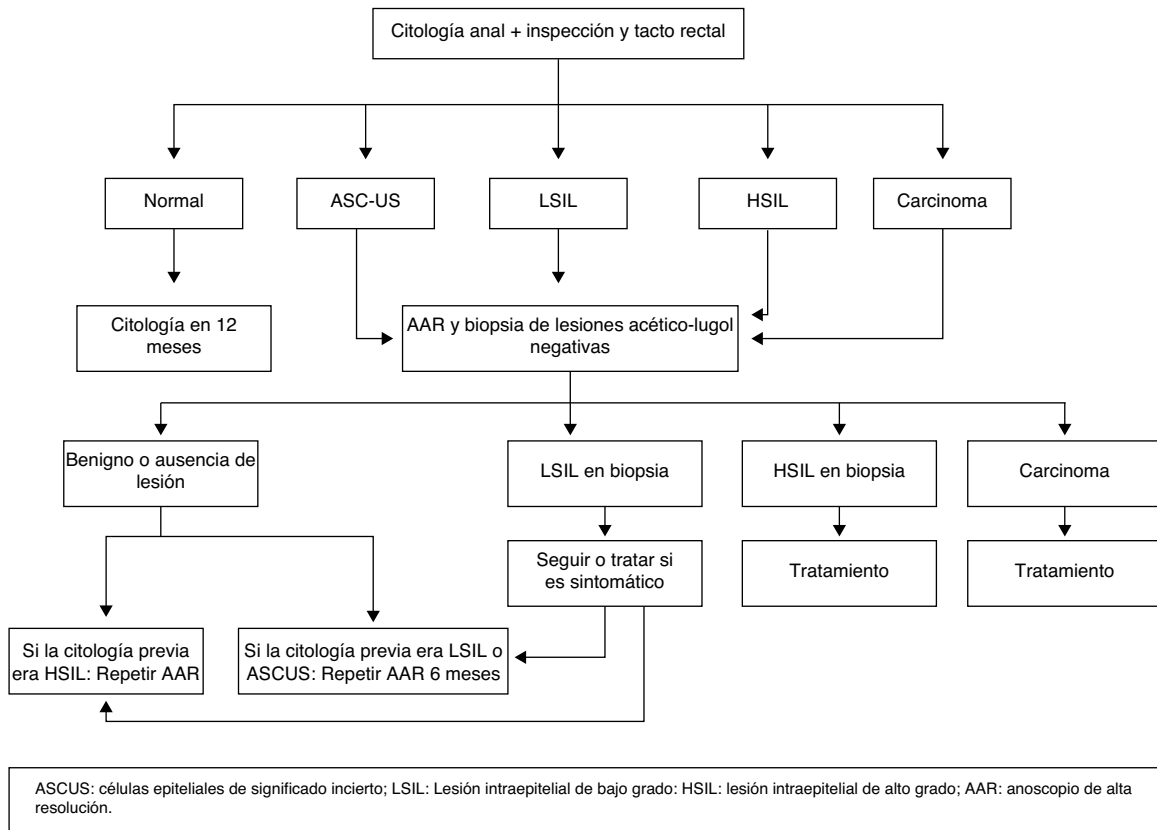 Citología anal + inspección y tacto rectal
Normal
ASC-US
LSIL
HSIL
Carcinoma
Citología en 12
meses
AAR y biopsia de lesiones acético-lugol
negativas
Benigno o ausencia de
lesión
LSIL en biopsia
HSIL en biopsia
Carcinoma
Seguir o tratar si
es sintomático
Tratamiento
Tratamiento
Si la citología previa
era HSIL: Repetir AAR
Si la citología previa era LSIL o
ASCUS: Repetir AAR 6 meses
ASCUS: células epiteliales de significado incierto; LSIL: Lesión intraepitelial de bajo grado: HSIL: lesión intraepitelial de alto grado; AAR: anoscopio de alta
resolución.